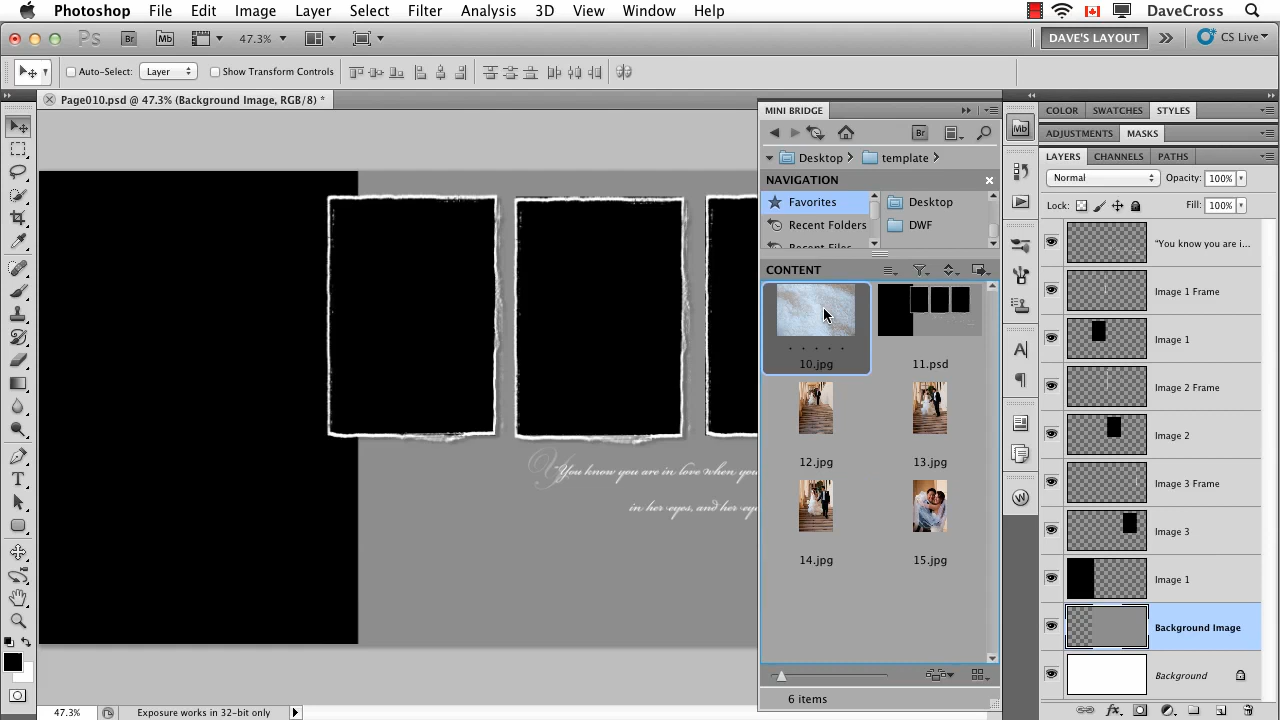 Photoshop File Edit Image Layer Select Filter Analysis 3D View Window Help DaveCross
Ps Br Mb 47.3% DAVE'S LAYOUT CS Live
Auto-Select: Layer Show Transform Controls
Page010.psd @ 47.3% (Background Image, RGB/8) *
MINI BRIDGE
Br
Desktop template
NAVIGATION
Favorites
Recent Folders
Desktop
DWF
CONTENT
10.jpg 11.psd
12.jpg 13.jpg
14.jpg 15.jpg
6 items
You know you are in love when you
in her eyes, and her
Mb
COLOR SWATCHES STYLES
ADJUSTMENTS MASKS
LAYERS CHANNELS PATHS
Normal Opacity: 100%
Lock: Fill: 100%
"You know you are i...
Image 1 Frame
Image 1
Image 2 Frame
Image 2
Image 3 Frame
Image 3
Image 1
Background Image
Background
47.3% Exposure works in 32-bit only